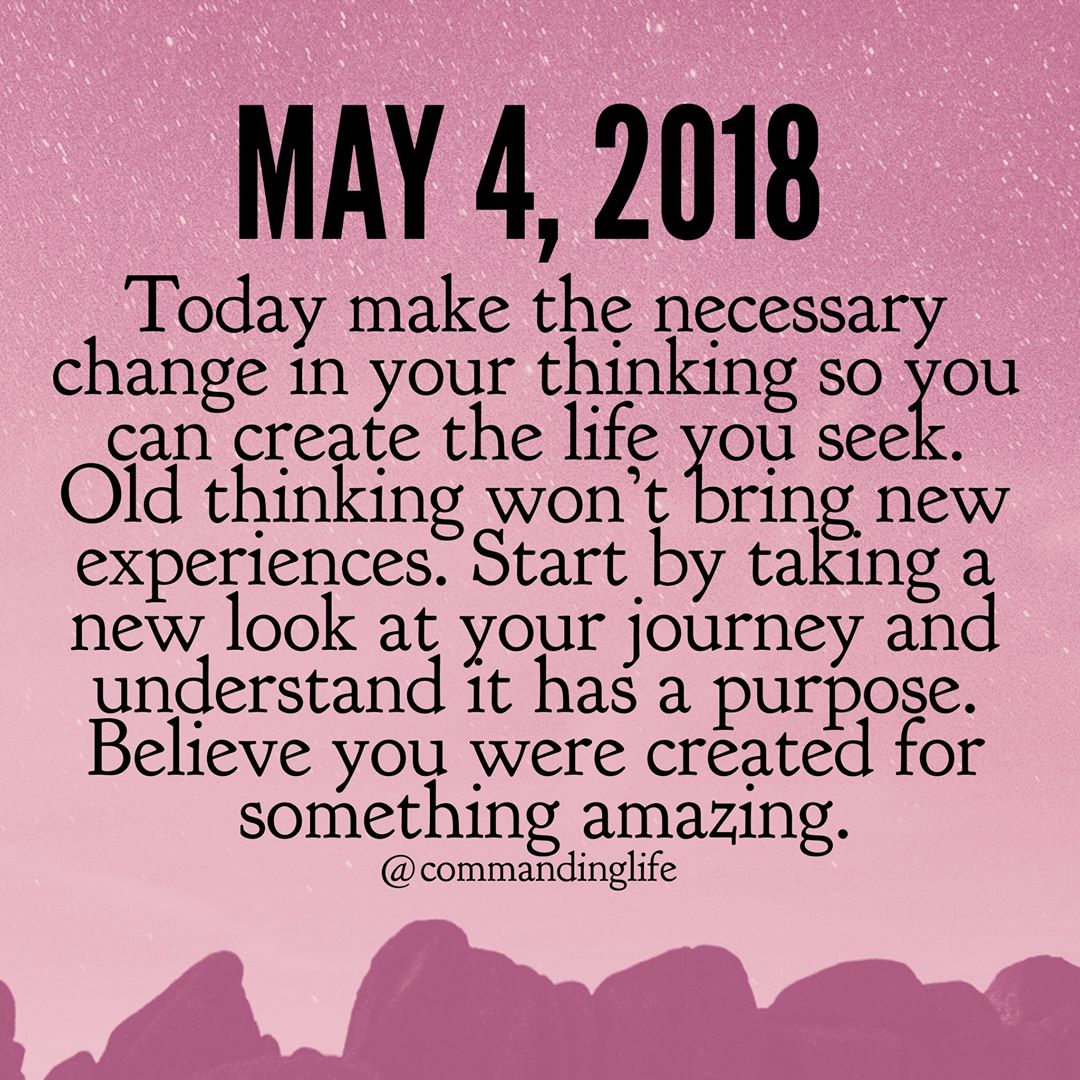 MAY 4, 2018
Today make the necessary
change in your thinking so you
can create the life you seek.
Old thinking won’t bring new
experiences. Start by taking a
new look at your journey and
understand it has a purpose.
Believe you were created for
something amazing.
@commandinglife